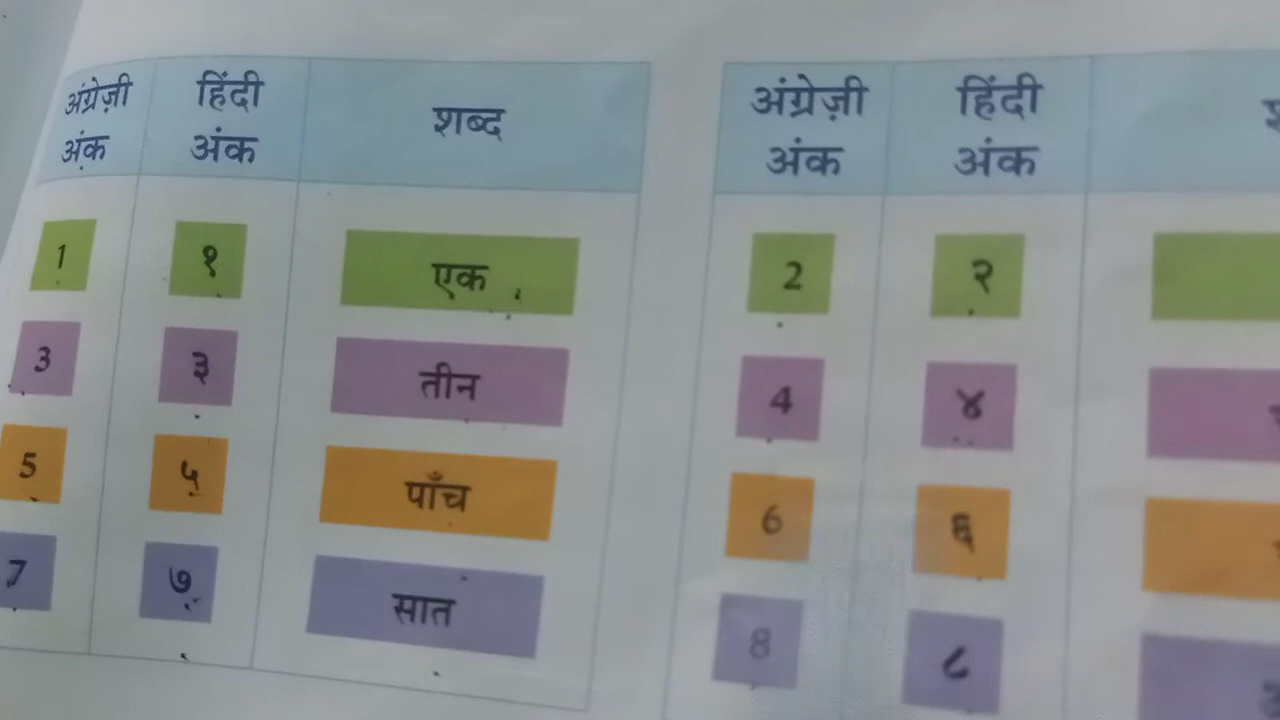 अंग्रेज़ी अंक हिंदी अंक शब्द
1 १ एक
3 ३ तीन
5 ५ पाँच
7 ७ सात
अंग्रेज़ी अंक हिंदी अंक
2 २
4 ४
6 ६
8 ८